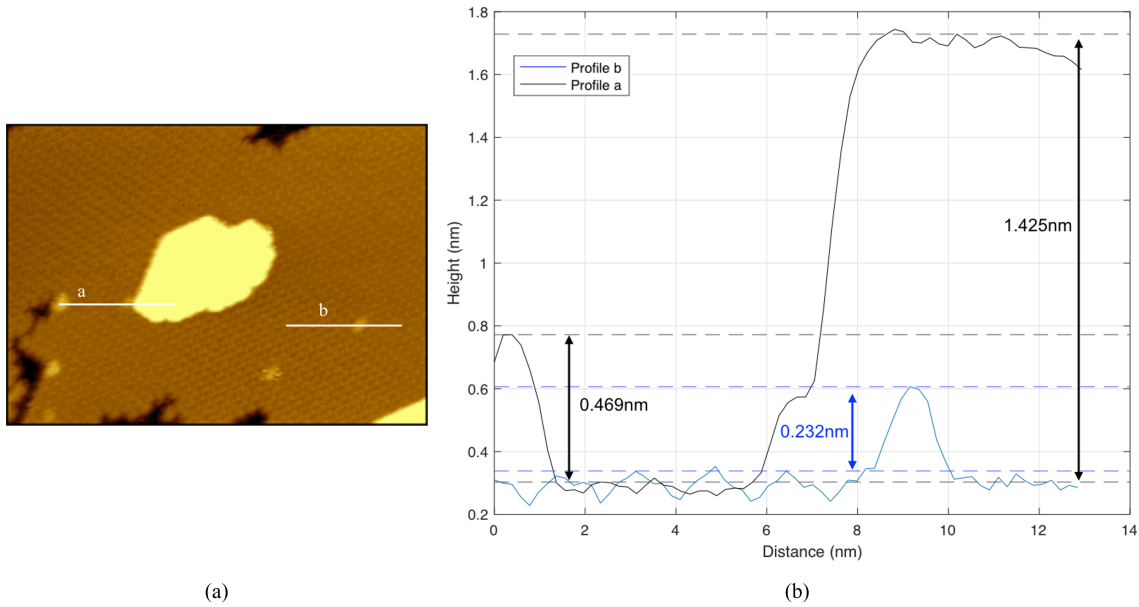 a
b
1.8
1.6
1.4
1.2
1
0.8
0.6
0.4
0.2
0
2
4
6
8
10
12
14
Height (nm)
Distance (nm)
Profile b
Profile a
1.425nm
0.469nm
0.232nm
(a)
(b)